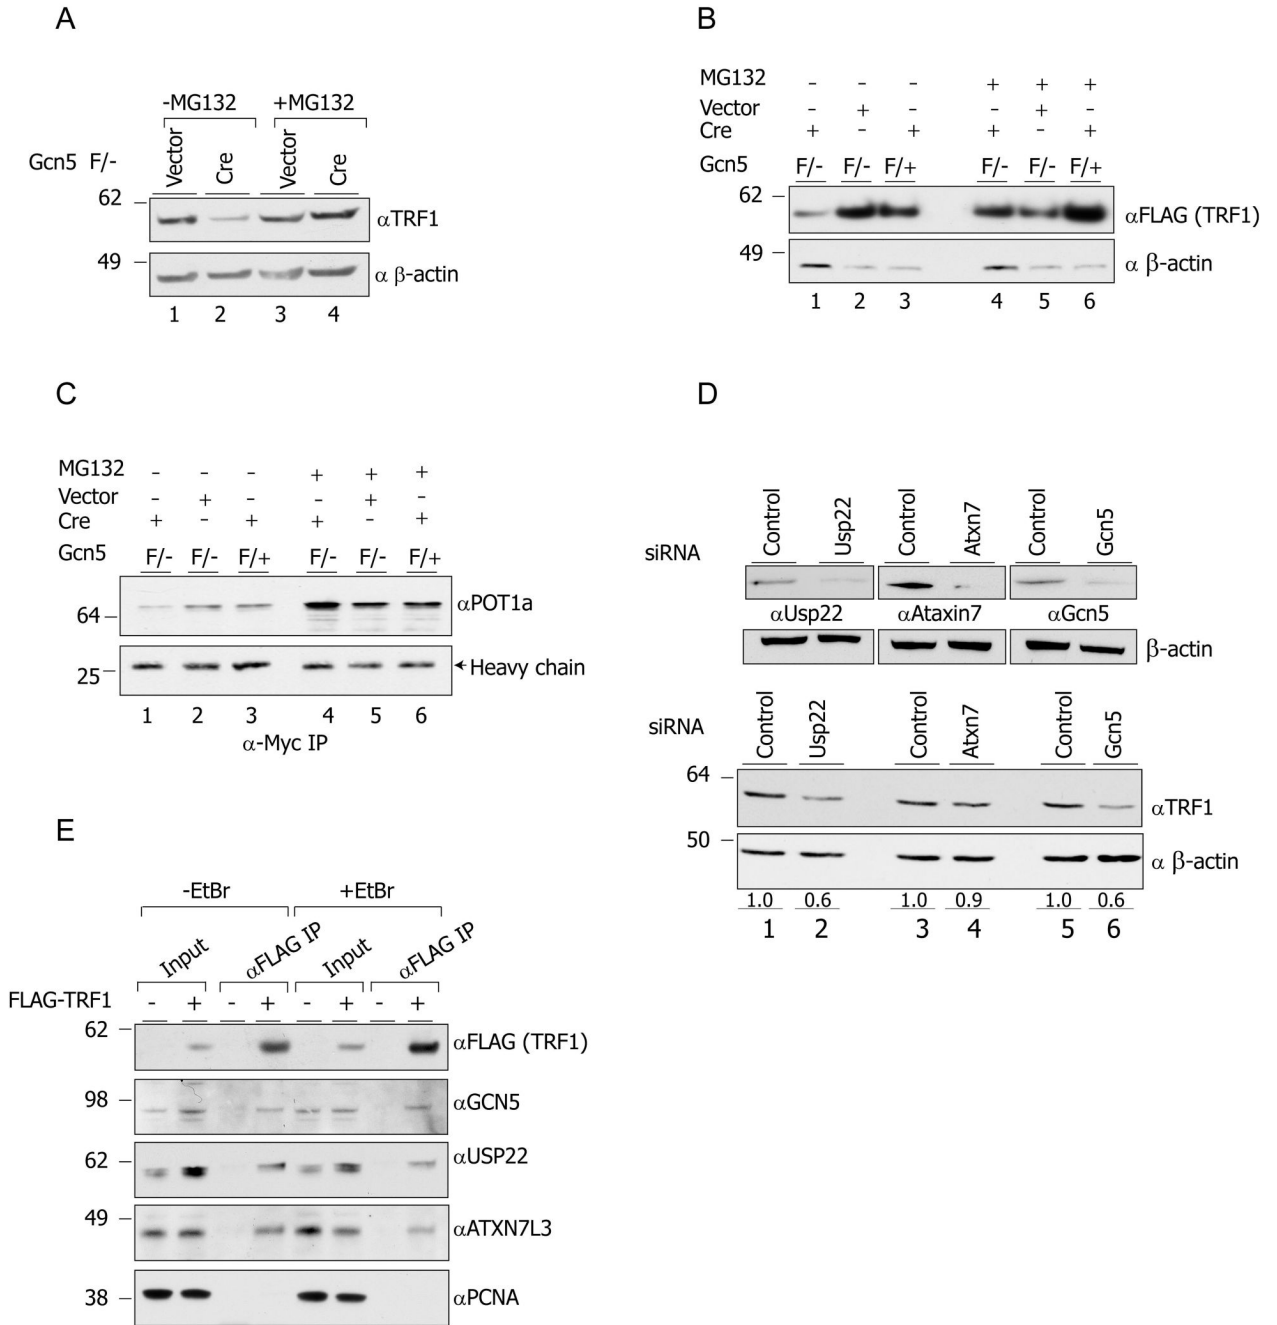 A
-MG132 +MG132
Gcn5 F/- Vector Cre Vector Cre
62
αTRF1
49
α β-actin
1 2 3 4
B
MG132 - - - + + +
Vector - + - - + -
Cre + - + + - +
Gcn5 F/- F/- F/+ F/- F/- F/+
62
αFLAG (TRF1)
49
α β-actin
1 2 3 4 5 6
C
MG132 - - - + + +
Vector - + - - + -
Cre + - + + - +
Gcn5 F/- F/- F/+ F/- F/- F/+
αPOT1a
64
25
Heavy chain
1 2 3 4 5 6
α-Myc IP
D
siRNA Control Usp22 Control Atxn7 Control Gcn5
αUsp22 αAtaxin7 αGcn5
β-actin
siRNA Control Usp22 Control Atxn7 Control Gcn5
64
αTRF1
50
α β-actin
1.0 0.6 1.0 0.9 1.0 0.6
1 2 3 4 5 6
E
-EtBr +EtBr
Input αFLAG IP Input αFLAG IP
FLAG-TRF1 - + - + - + - +
62
αFLAG (TRF1)
98
αGCN5
62
αUSP22
49
αATXN7L3
38
αPCNA